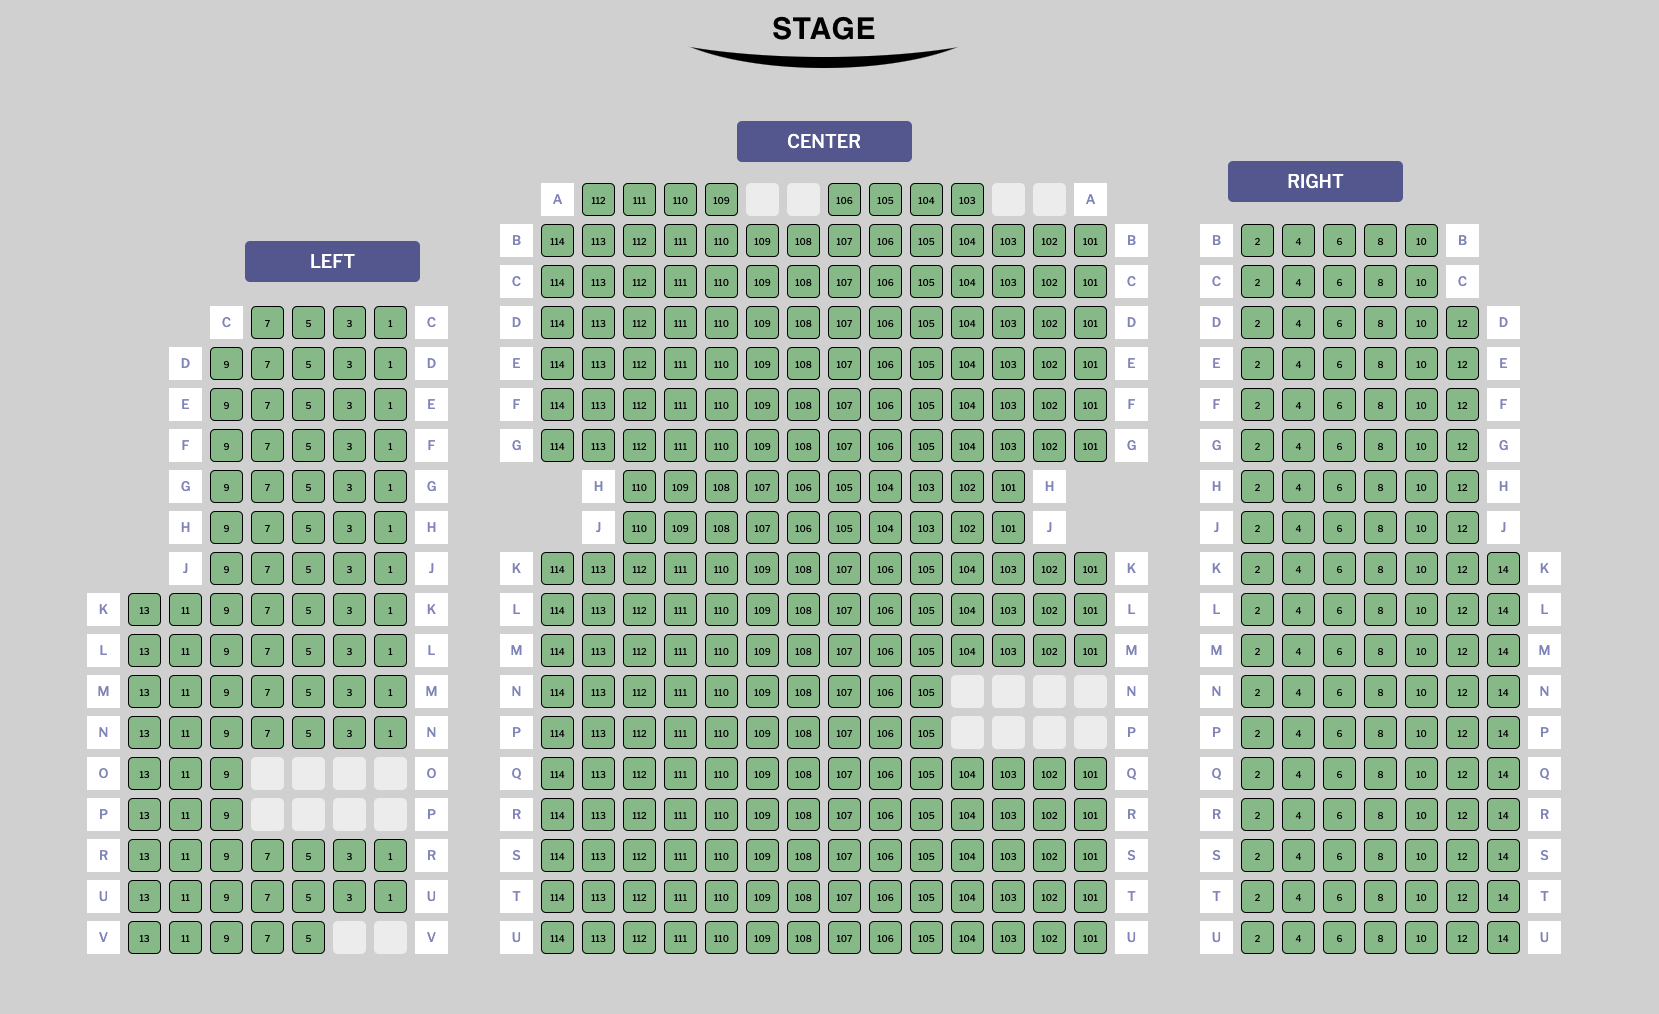 STAGE
CENTER
RIGHT
A 112 111 110 109 106 105 104 103 A
B 114 113 112 111 110 109 108 107 106 105 104 103 102 101 B B 2 4 6 8 10 B
LEFT
C 114 113 112 111 110 109 108 107 106 105 104 103 102 101 C C 2 4 6 8 10 C
C 7 5 3 1 C D 114 113 112 111 110 109 108 107 106 105 104 103 102 101 D D 2 4 6 8 10 12 D
D 9 7 5 3 1 D E 114 113 112 111 110 109 108 107 106 105 104 103 102 101 E E 2 4 6 8 10 12 E
E 9 7 5 3 1 E F 114 113 112 111 110 109 108 107 106 105 104 103 102 101 F F 2 4 6 8 10 12 F
F 9 7 5 3 1 F G 114 113 112 111 110 109 108 107 106 105 104 103 102 101 G G 2 4 6 8 10 12 G
G 9 7 5 3 1 G H 110 109 108 107 106 105 104 103 102 101 H H 2 4 6 8 10 12 H
H 9 7 5 3 1 H J 110 109 108 107 106 105 104 103 102 101 J J 2 4 6 8 10 12 J
J 9 7 5 3 1 J K 114 113 112 111 110 109 108 107 106 105 104 103 102 101 K K 2 4 6 8 10 12 14 K
K 13 11 9 7 5 3 1 K L 114 113 112 111 110 109 108 107 106 105 104 103 102 101 L L 2 4 6 8 10 12 14 L
L 13 11 9 7 5 3 1 L M 114 113 112 111 110 109 108 107 106 105 104 103 102 101 M M 2 4 6 8 10 12 14 M
M 13 11 9 7 5 3 1 M N 114 113 112 111 110 109 108 107 106 105 N N 2 4 6 8 10 12 14 N
N 13 11 9 7 5 3 1 N P 114 113 112 111 110 109 108 107 106 105 P P 2 4 6 8 10 12 14 P
O 13 11 9 O Q 114 113 112 111 110 109 108 107 106 105 104 103 102 101 Q Q 2 4 6 8 10 12 14 Q
P 13 11 9 P R 114 113 112 111 110 109 108 107 106 105 104 103 102 101 R R 2 4 6 8 10 12 14 R
R 13 11 9 7 5 3 1 R S 114 113 112 111 110 109 108 107 106 105 104 103 102 101 S S 2 4 6 8 10 12 14 S
U 13 11 9 7 5 3 1 U T 114 113 112 111 110 109 108 107 106 105 104 103 102 101 T T 2 4 6 8 10 12 14 T
V 13 11 9 7 5 V U 114 113 112 111 110 109 108 107 106 105 104 103 102 101 U U 2 4 6 8 10 12 14 U